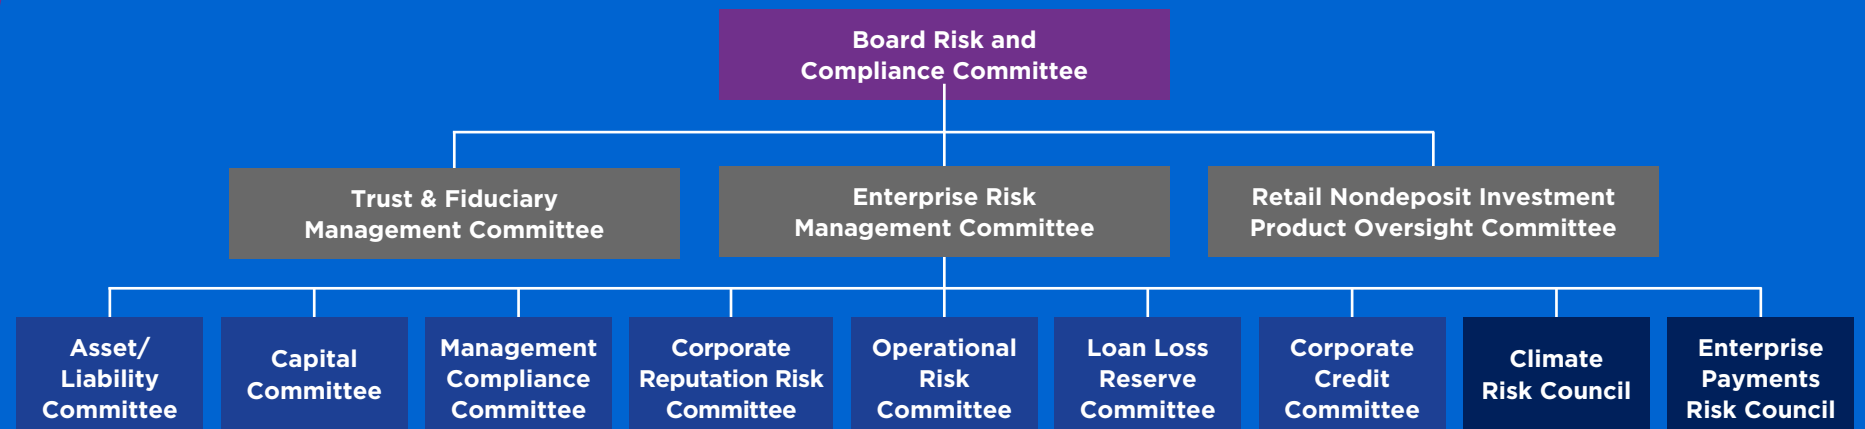 Board Risk and
Compliance Committee
Trust & Fiduciary
Management Committee
Enterprise Risk
Management Committee
Retail Nondeposit Investment
Product Oversight Committee
Asset/
Liability
Committee
Capital
Committee
Management
Compliance
Committee
Corporate
Reputation Risk
Committee
Operational
Risk
Committee
Loan Loss
Reserve
Committee
Corporate
Credit
Committee
Climate
Risk Council
Enterprise
Payments
Risk Council